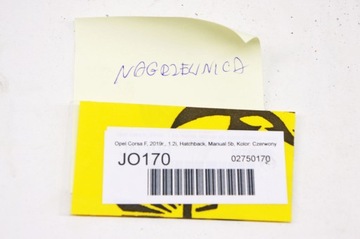 NAGRZEWNICA
Opel Corsa F, 2019r., 1.2i, Hatchback, Manual 5b, Kolor: Czerwony
JO170
02750170